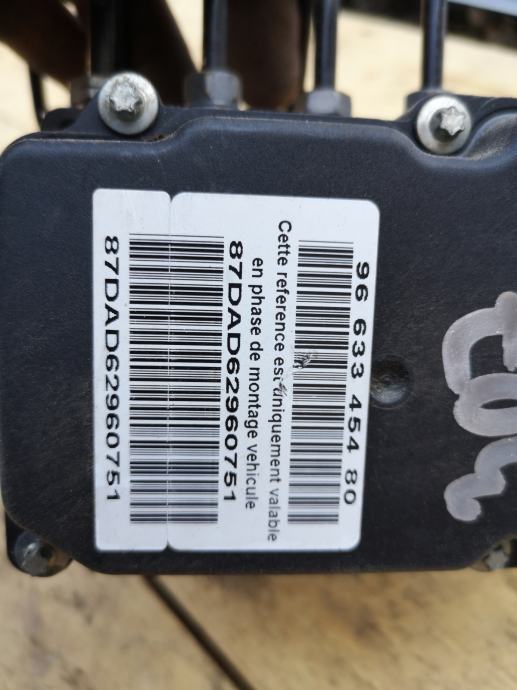 96 633 454 80
Cette reference est uniquement valable
en phase de montage vehicule
87DAD62960751
87DAD62960751